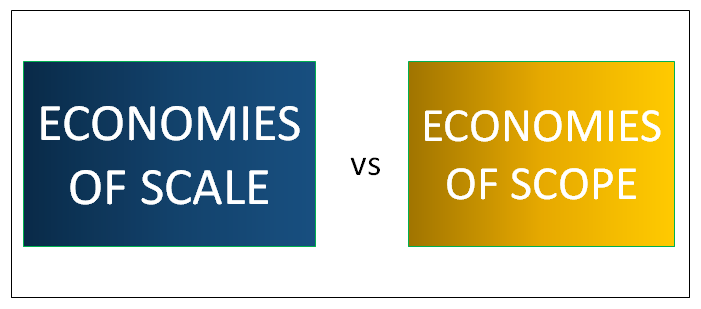 ECONOMIES
OF SCALE
vs
ECONOMIES
OF SCOPE